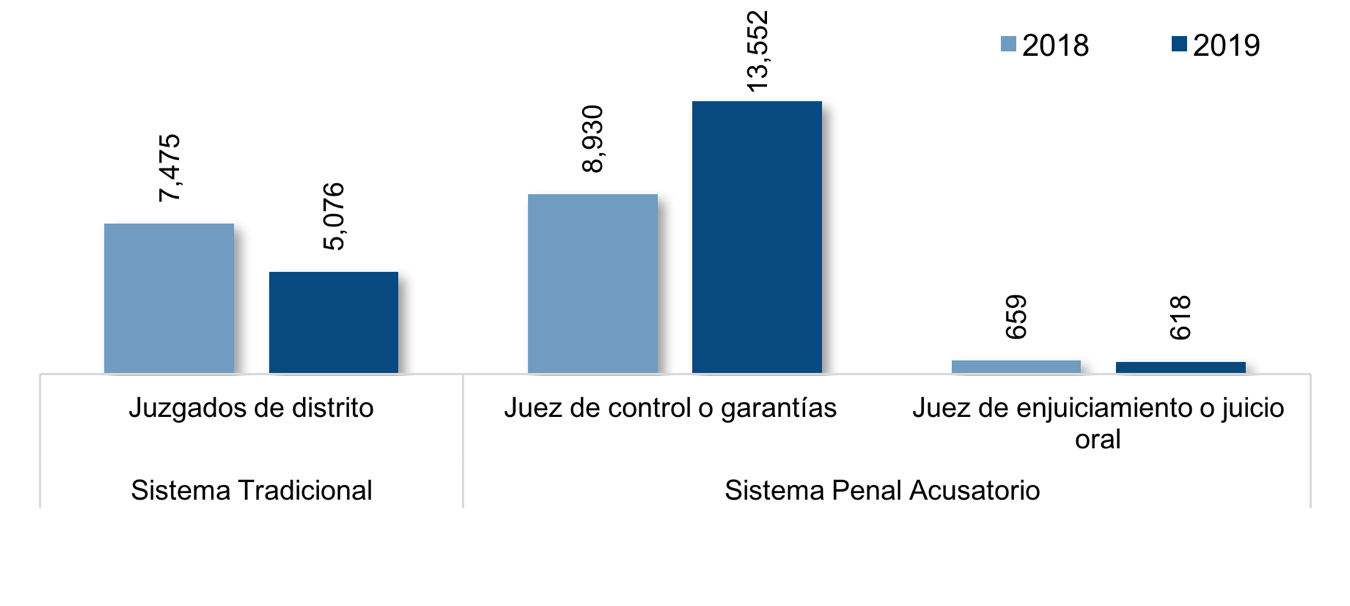 2018
2019
7,475
5,076
8,930
13,552
659
618
Juzgados de distrito
Juez de control o garantías
Juez de enjuiciamiento o juicio
oral
Sistema Tradicional
Sistema Penal Acusatorio